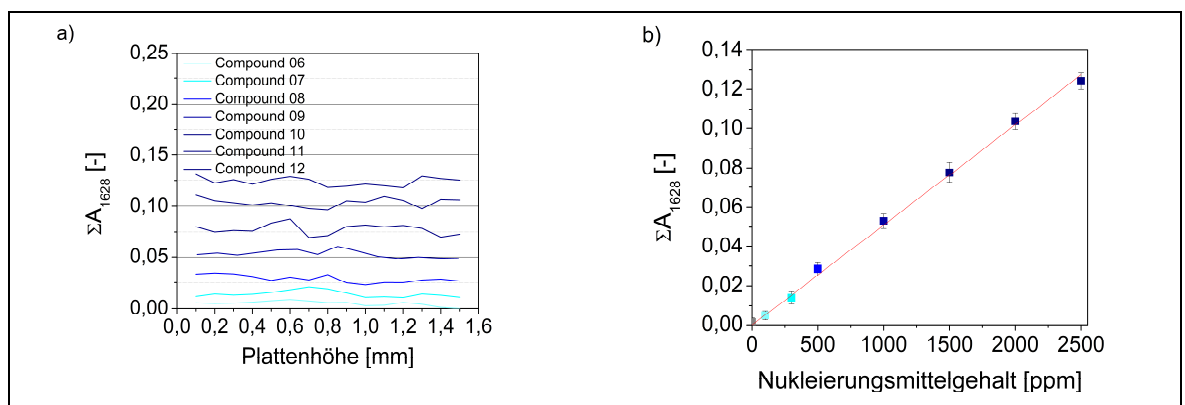 a)
0,25
0,20
0,15
0,10
0,05
0,00
ΣA1628 [-]
Compound 06
Compound 07
Compound 08
Compound 09
Compound 10
Compound 11
Compound 12
0,0 0,2 0,4 0,6 0,8 1,0 1,2 1,4 1,6
Plattenhöhe [mm]
b)
0,14
0,12
0,10
0,08
0,06
0,04
0,02
0,00
ΣA1628 [-]
0 500 1000 1500 2000 2500
Nukleierungsmittelgehalt [ppm]